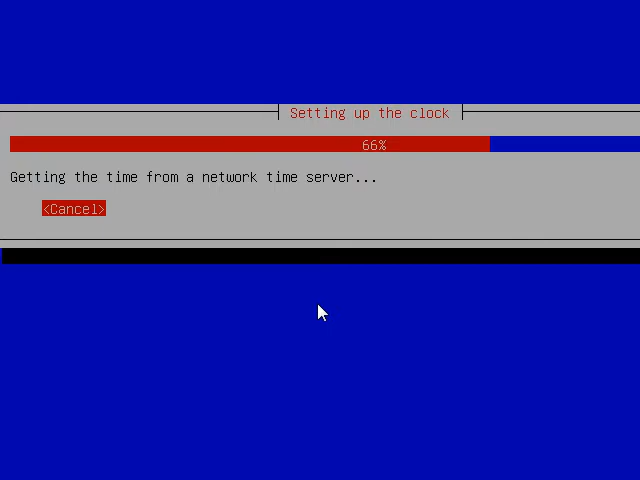 Setting up the clock
66%
Getting the time from a network time server...
<Cancel>